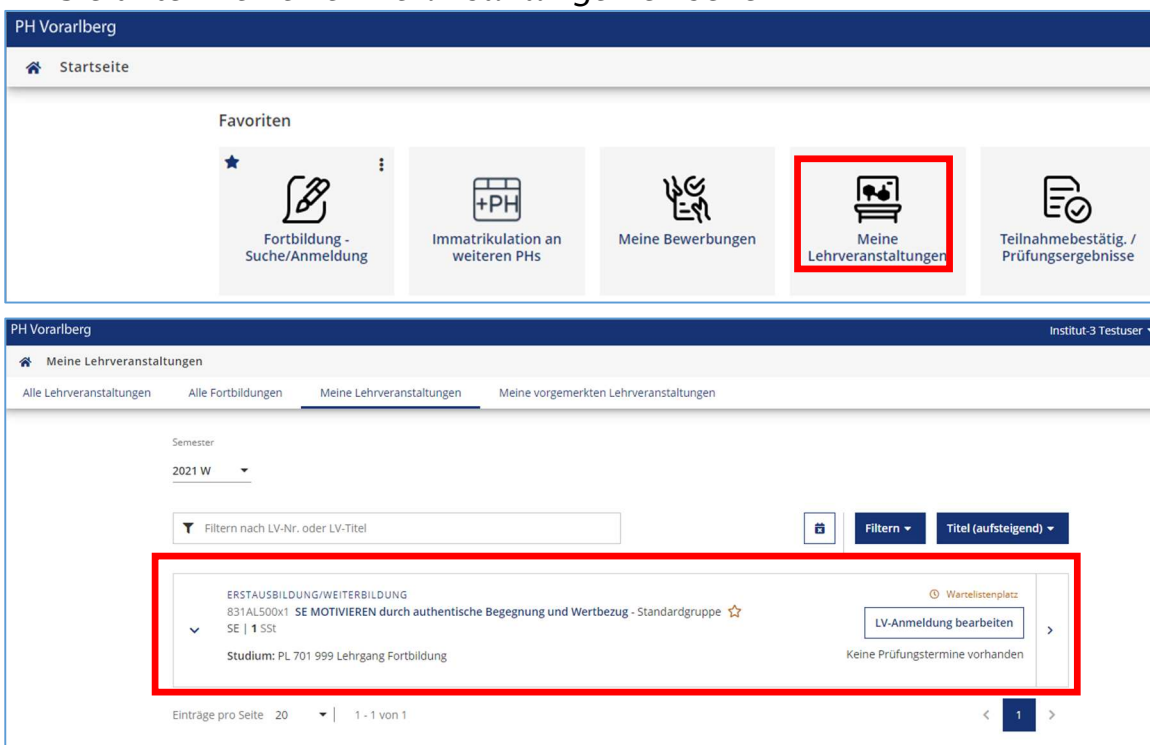 PH Vorarlberg
Startseite
Favoriten
Fortbildung -
Suche/Anmeldung
+PH
Immatrikulation an
weiteren PHs
Meine Bewerbungen
Meine
Lehrveranstaltungen
Teilnahmebestätig. /
Prüfungsergebnisse
PH Vorarlberg
Institut-3 Testuser
Meine Lehrveranstaltungen
Alle Lehrveranstaltungen
Alle Fortbildungen
Meine Lehrveranstaltungen
Meine vorgemerkten Lehrveranstaltungen
Semester
2021 W
Filtern nach LV-Nr. oder LV-Titel
Filtern
Titel (aufsteigend)
ERSTAUSBILDUNG/WEITERBILDUNG
Wartelistenplatz
831AL500x1 SE MOTIVIEREN durch authentische Begegnung und Wertbezug - Standardgruppe
SE | 1 SSt
LV-Anmeldung bearbeiten
Studium: PL 701 999 Lehrgang Fortbildung
Keine Prüfungstermine vorhanden
Einträge pro Seite 20
1 - 1 von 1
< 1 >